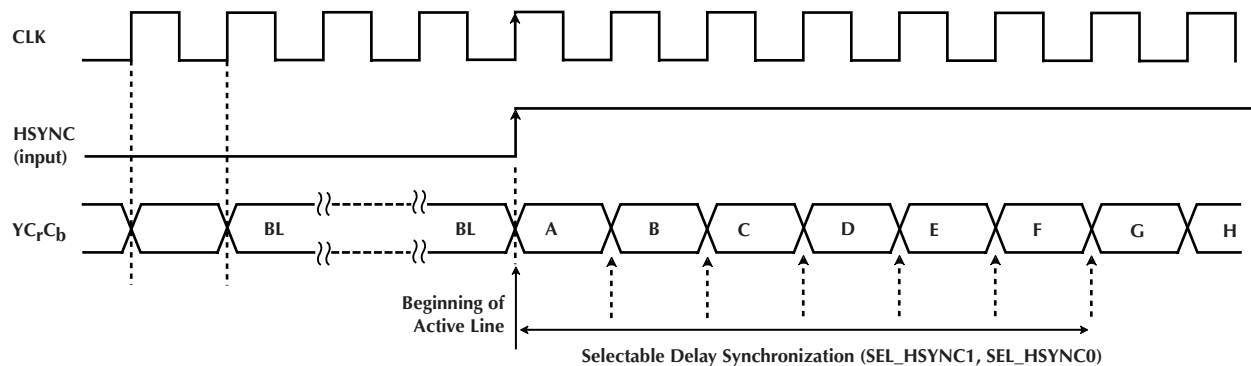 CLK
HSYNC
(input)
YCrCb
BL BL A B C D E F G H
Beginning of
Active Line
Selectable Delay Synchronization (SEL_HSYNC1, SEL_HSYNC0)